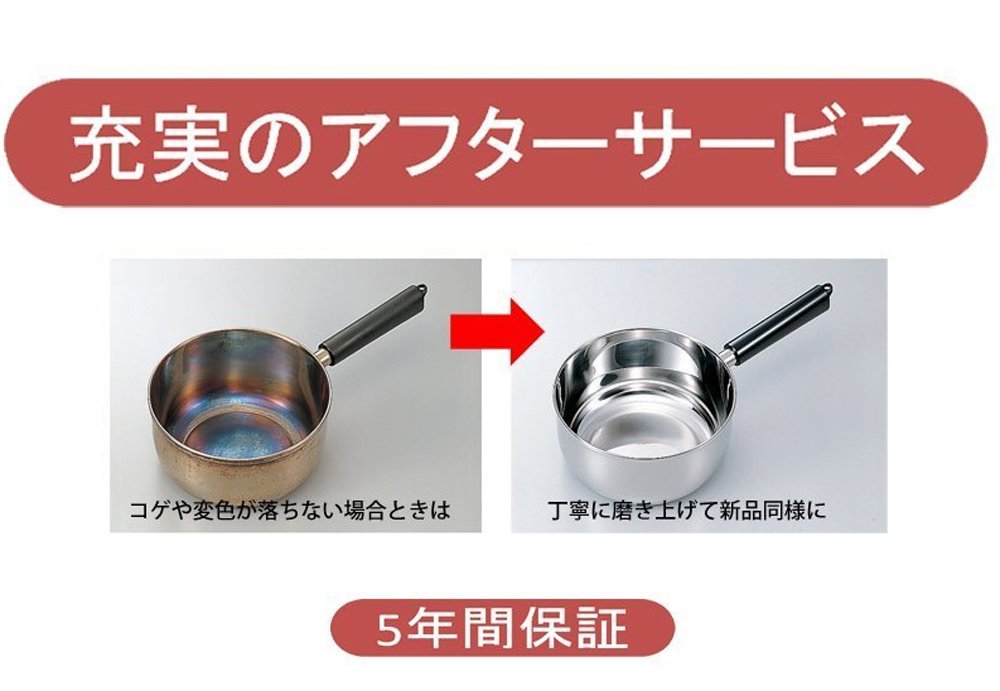 充実のアフターサービス
コゲや変色が落ちない場合ときは
丁寧に磨き上げて新品同様に
5年間保証